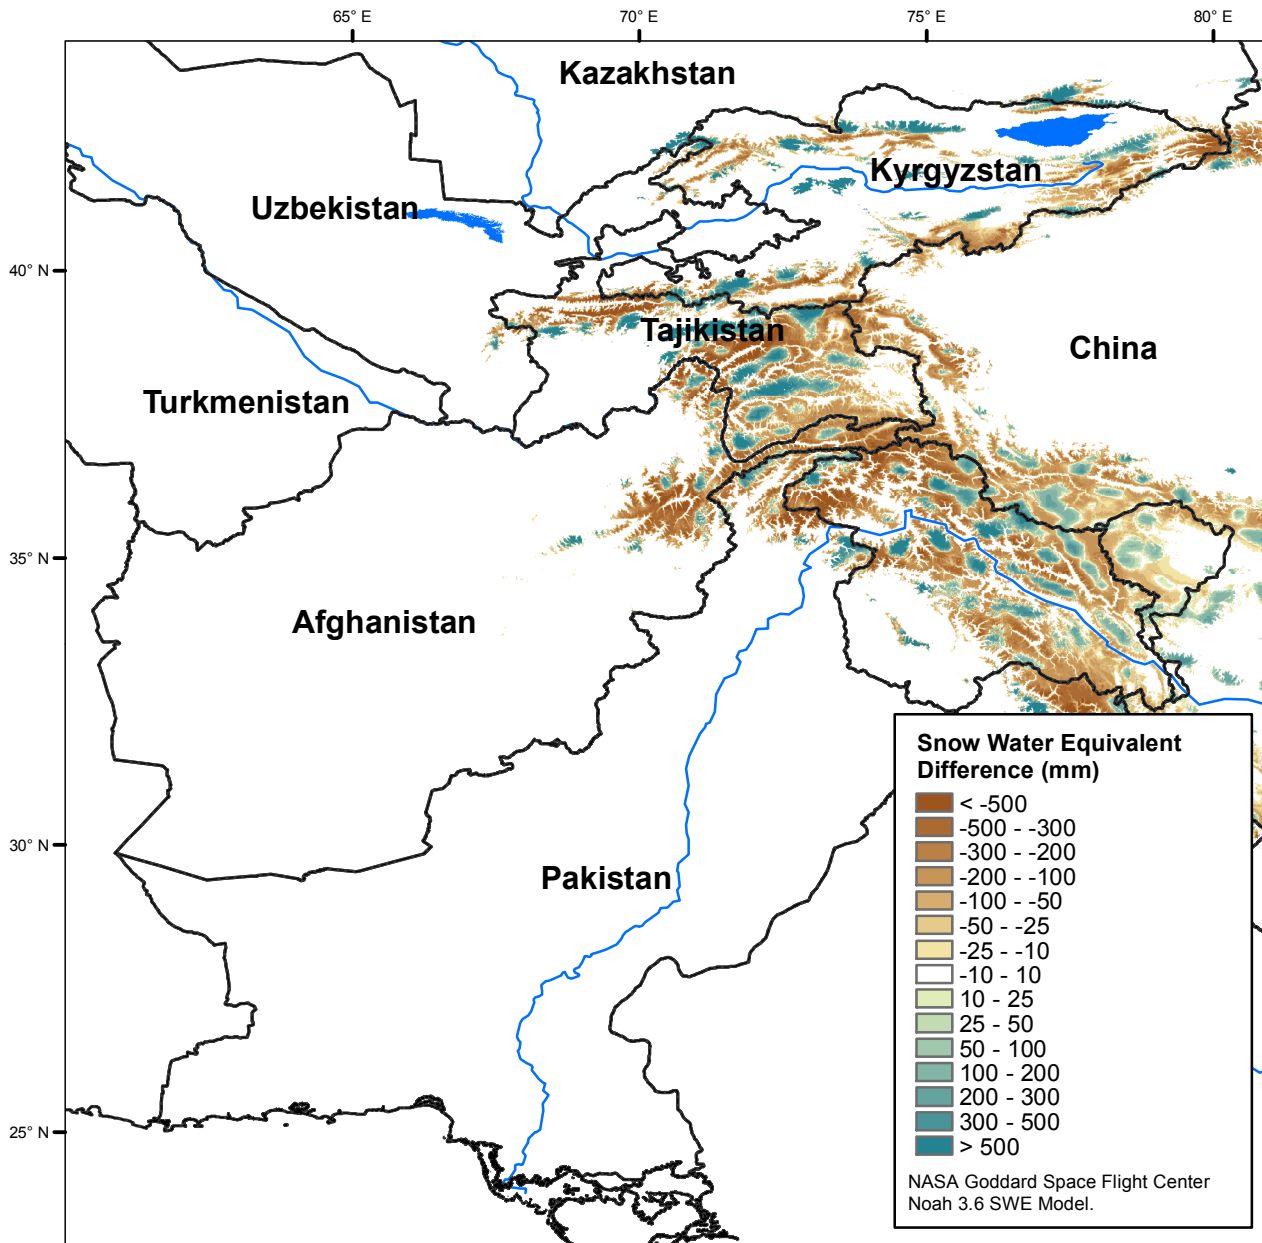 65° E
70° E
75° E
80° E
Kazakhstan
Kyrgyzstan
Uzbekistan
40° N
Tajikistan
China
Turkmenistan
35° N
Afghanistan
30° N
Pakistan
25° N
Snow Water Equivalent
Difference (mm)
< -500
-500 - -300
-300 - -200
-200 - -100
-100 - -50
-50 - -25
-25 - -10
-10 - 10
10 - 25
25 - 50
50 - 100
100 - 200
200 - 300
300 - 500
> 500
NASA Goddard Space Flight Center
Noah 3.6 SWE Model.